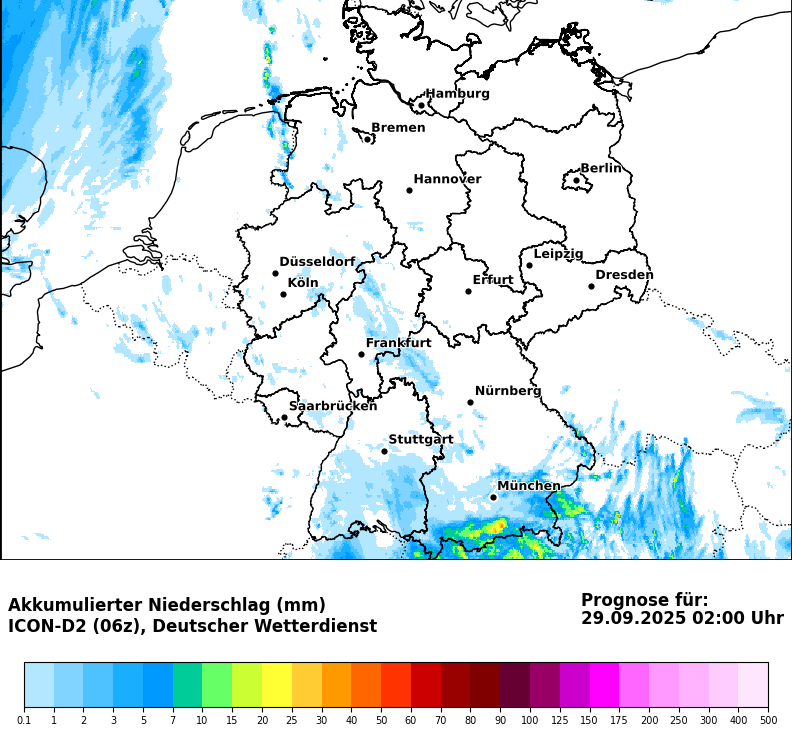 Hamburg
Bremen
Berlin
Hannover
Leipzig
Düsseldorf
Köln
Erfurt
Dresden
Frankfurt
Nürnberg
Saarbrücken
Stuttgart
München
Akkumulierter Niederschlag (mm)
ICON-D2 (06z), Deutscher Wetterdienst
Prognose für:
29.09.2025 02:00 Uhr
0.1 1 2 3 5 7 10 15 20 25 30 40 50 60 70 80 90 100 125 150 175 200 250 300 400 500